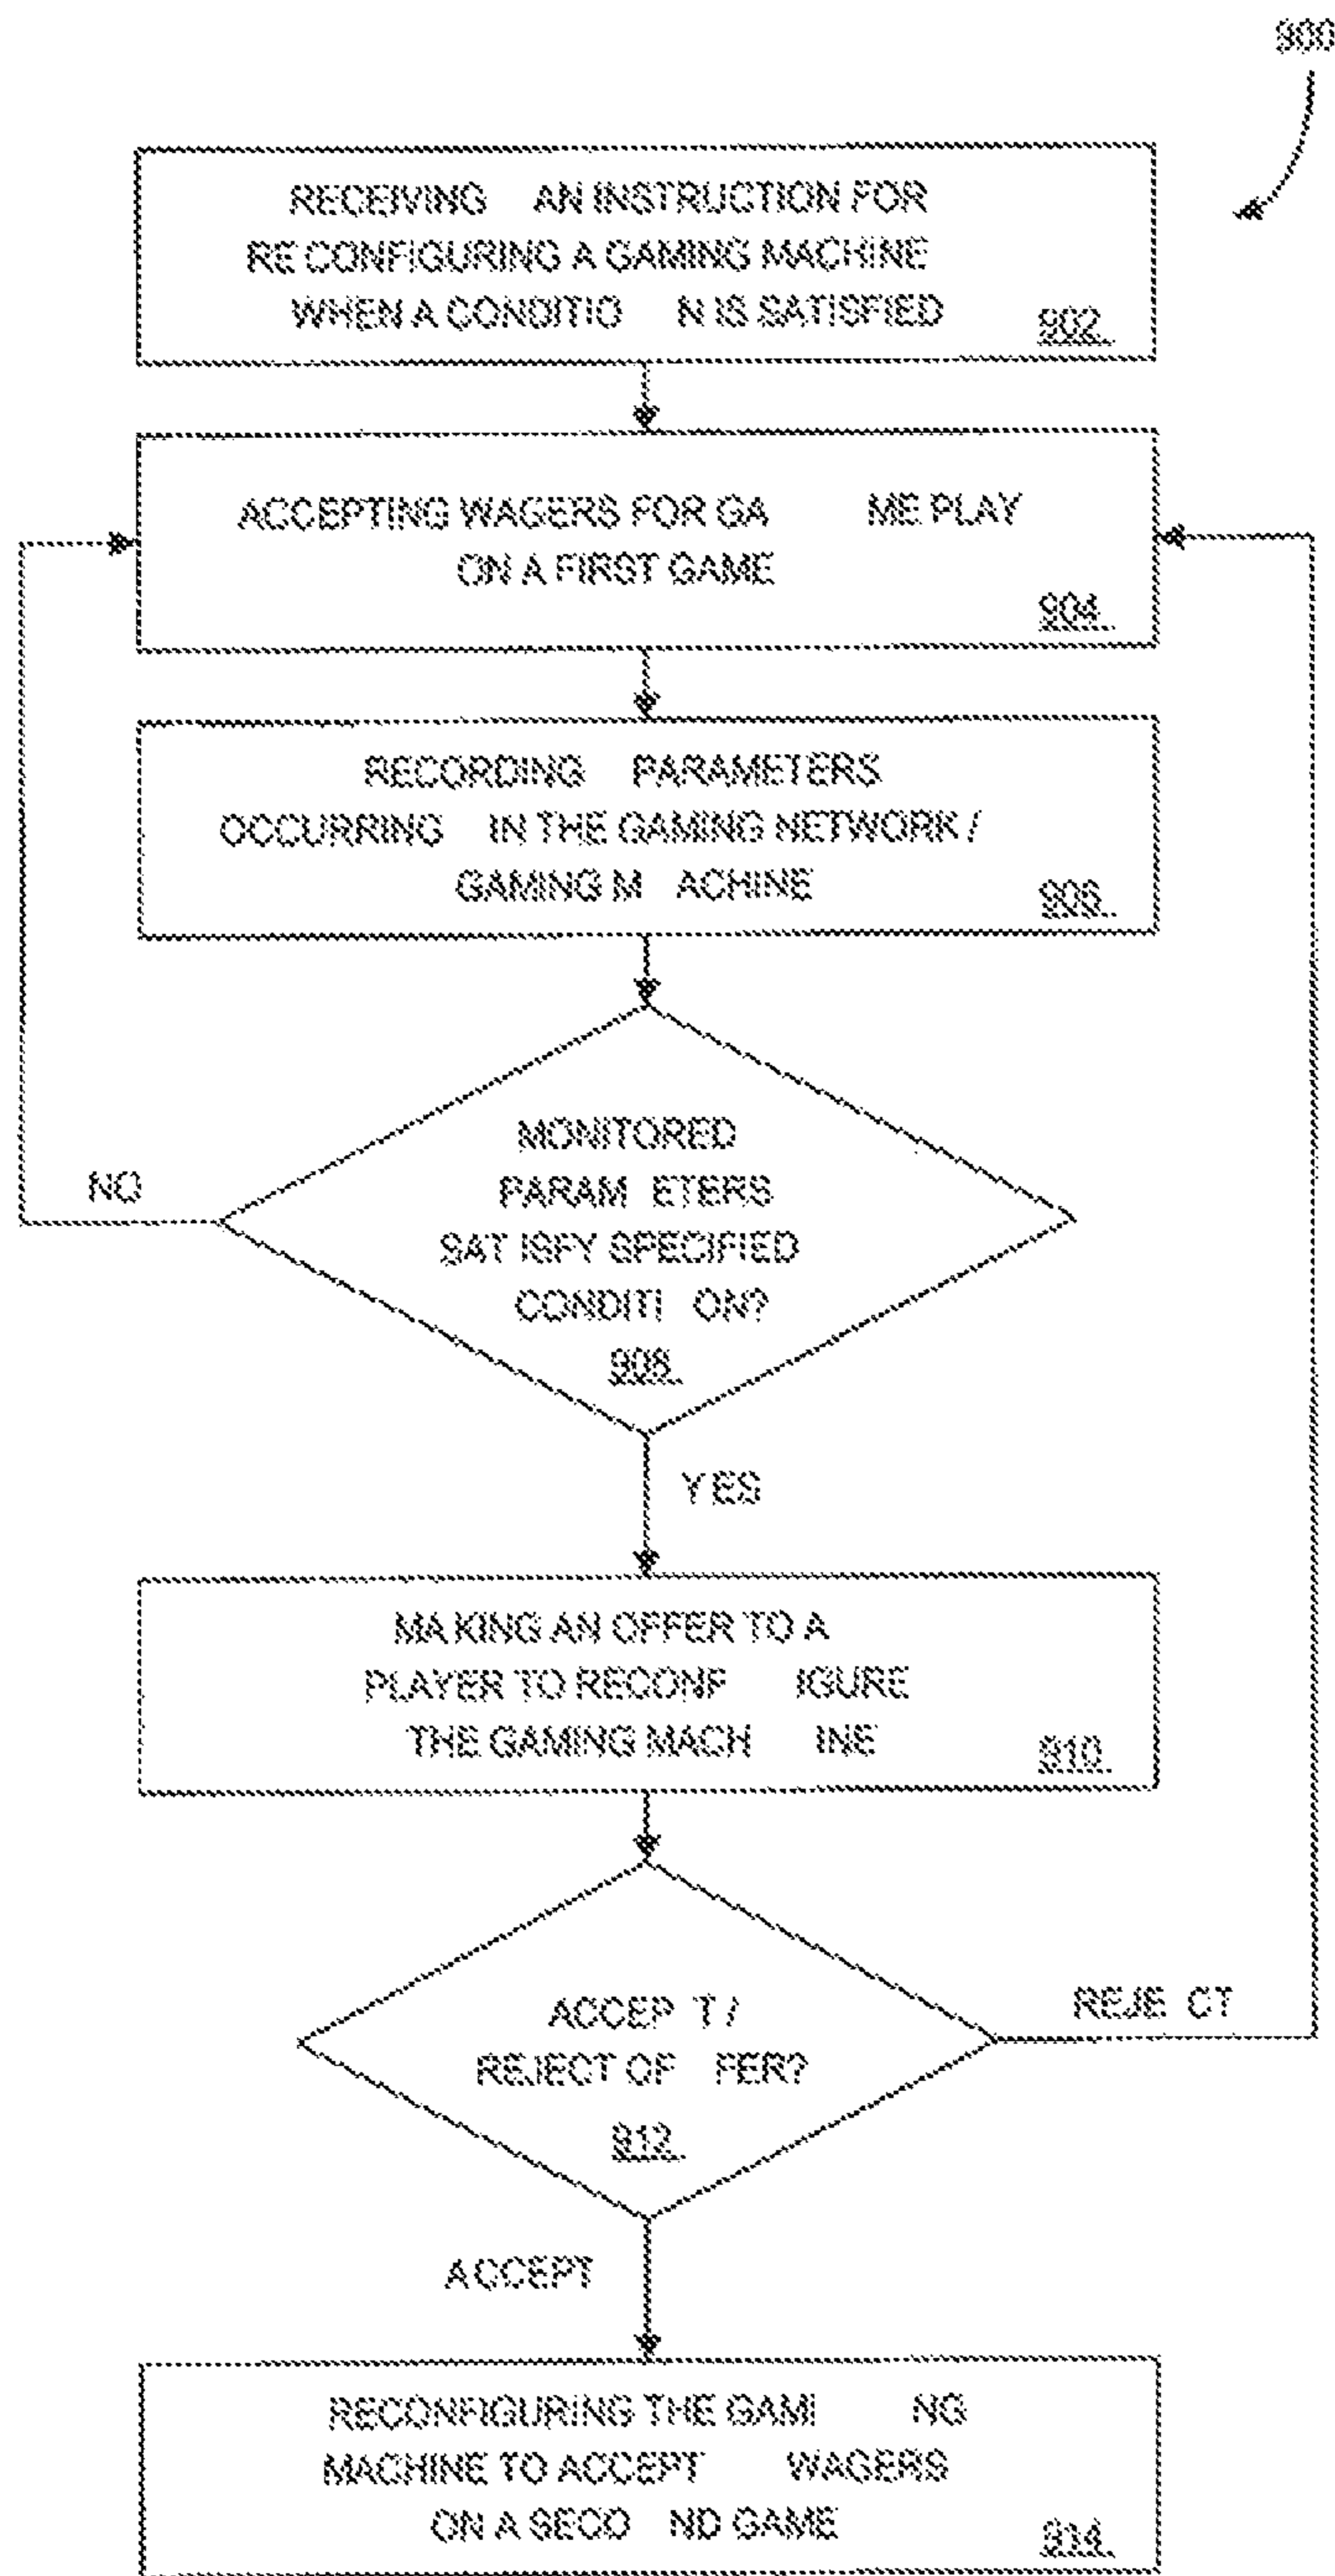 900
RECEIVING AN INSTRUCTION FOR
RE CONFIGURING A GAMING MACHINE
WHEN A CONDITIO N IS SATISFIED
902
ACCEPTING WAGERS FOR GA ME PLAY
ON A FIRST GAME
904
RECORDING PARAMETERS
OCCURRING IN THE GAMING NETWORK /
GAMING M ACHINE
906
MONITORED
PARAM ETERS
SAT ISFY SPECIFIED
CONDITI ON?
908
NO
YES
MA KING AN OFFER TO A
PLAYER TO RECONF IGURE
THE GAMING MACH INE
910
ACCEP T /
REJECT OF FER?
912
REJE CT
ACCEPT
RECONFIGURING THE GAMI NG
MACHINE TO ACCEPT WAGERS
ON A SECO ND GAME
914